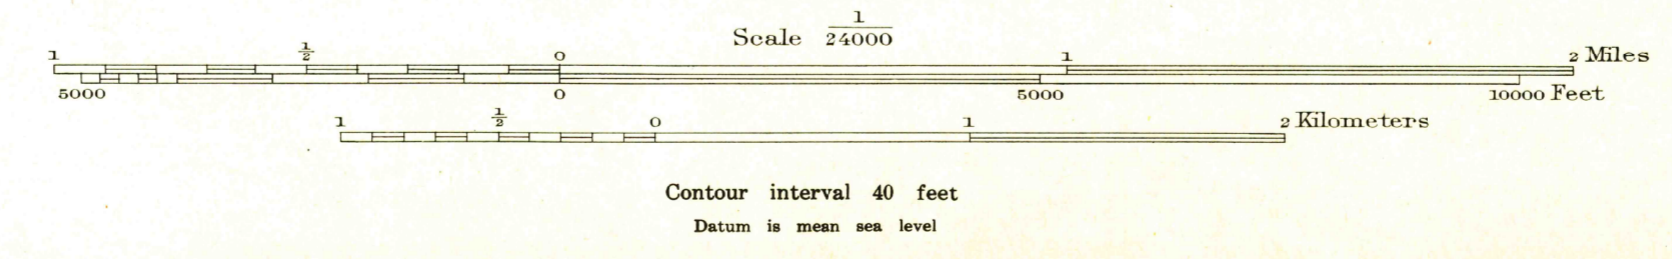 Scale 1/24000
1 ½ 0 1 2 Miles
5000 0 5000 10000 Feet
1 ½ 0 1 2 Kilometers
Contour interval 40 feet
Datum is mean sea level